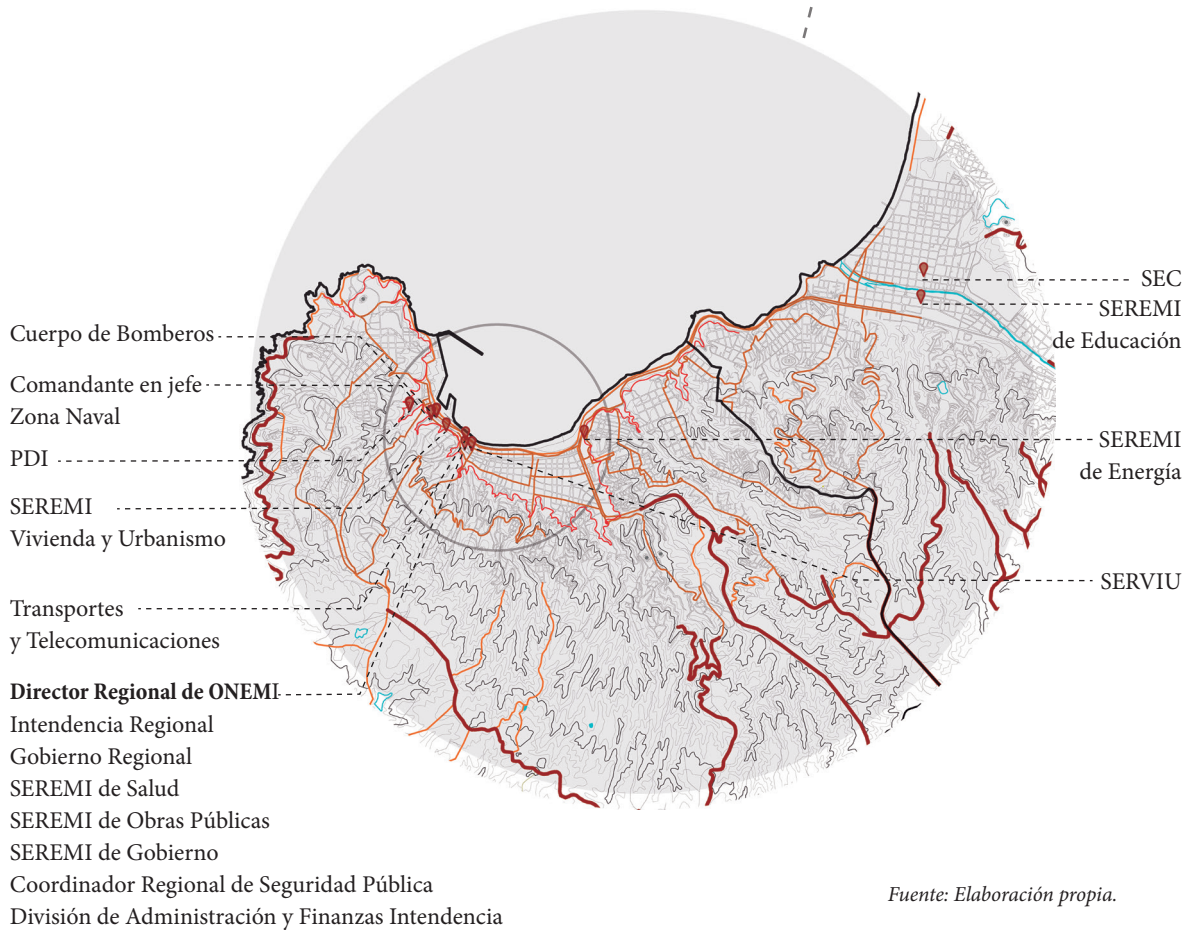 Cuerpo de Bomberos
Comandante en jefe
Zona Naval
PDI
SEREMI
Vivienda y Urbanismo
Transportes
y Telecomunicaciones
Director Regional de ONEMI
Intendencia Regional
Gobierno Regional
SEREMI de Salud
SEREMI de Obras Públicas
SEREMI de Gobierno
Coordinador Regional de Seguridad Pública
División de Administración y Finanzas Intendencia
SEC
SEREMI
de Educación
SEREMI
de Energía
SERVIU
Fuente: Elaboración propia.